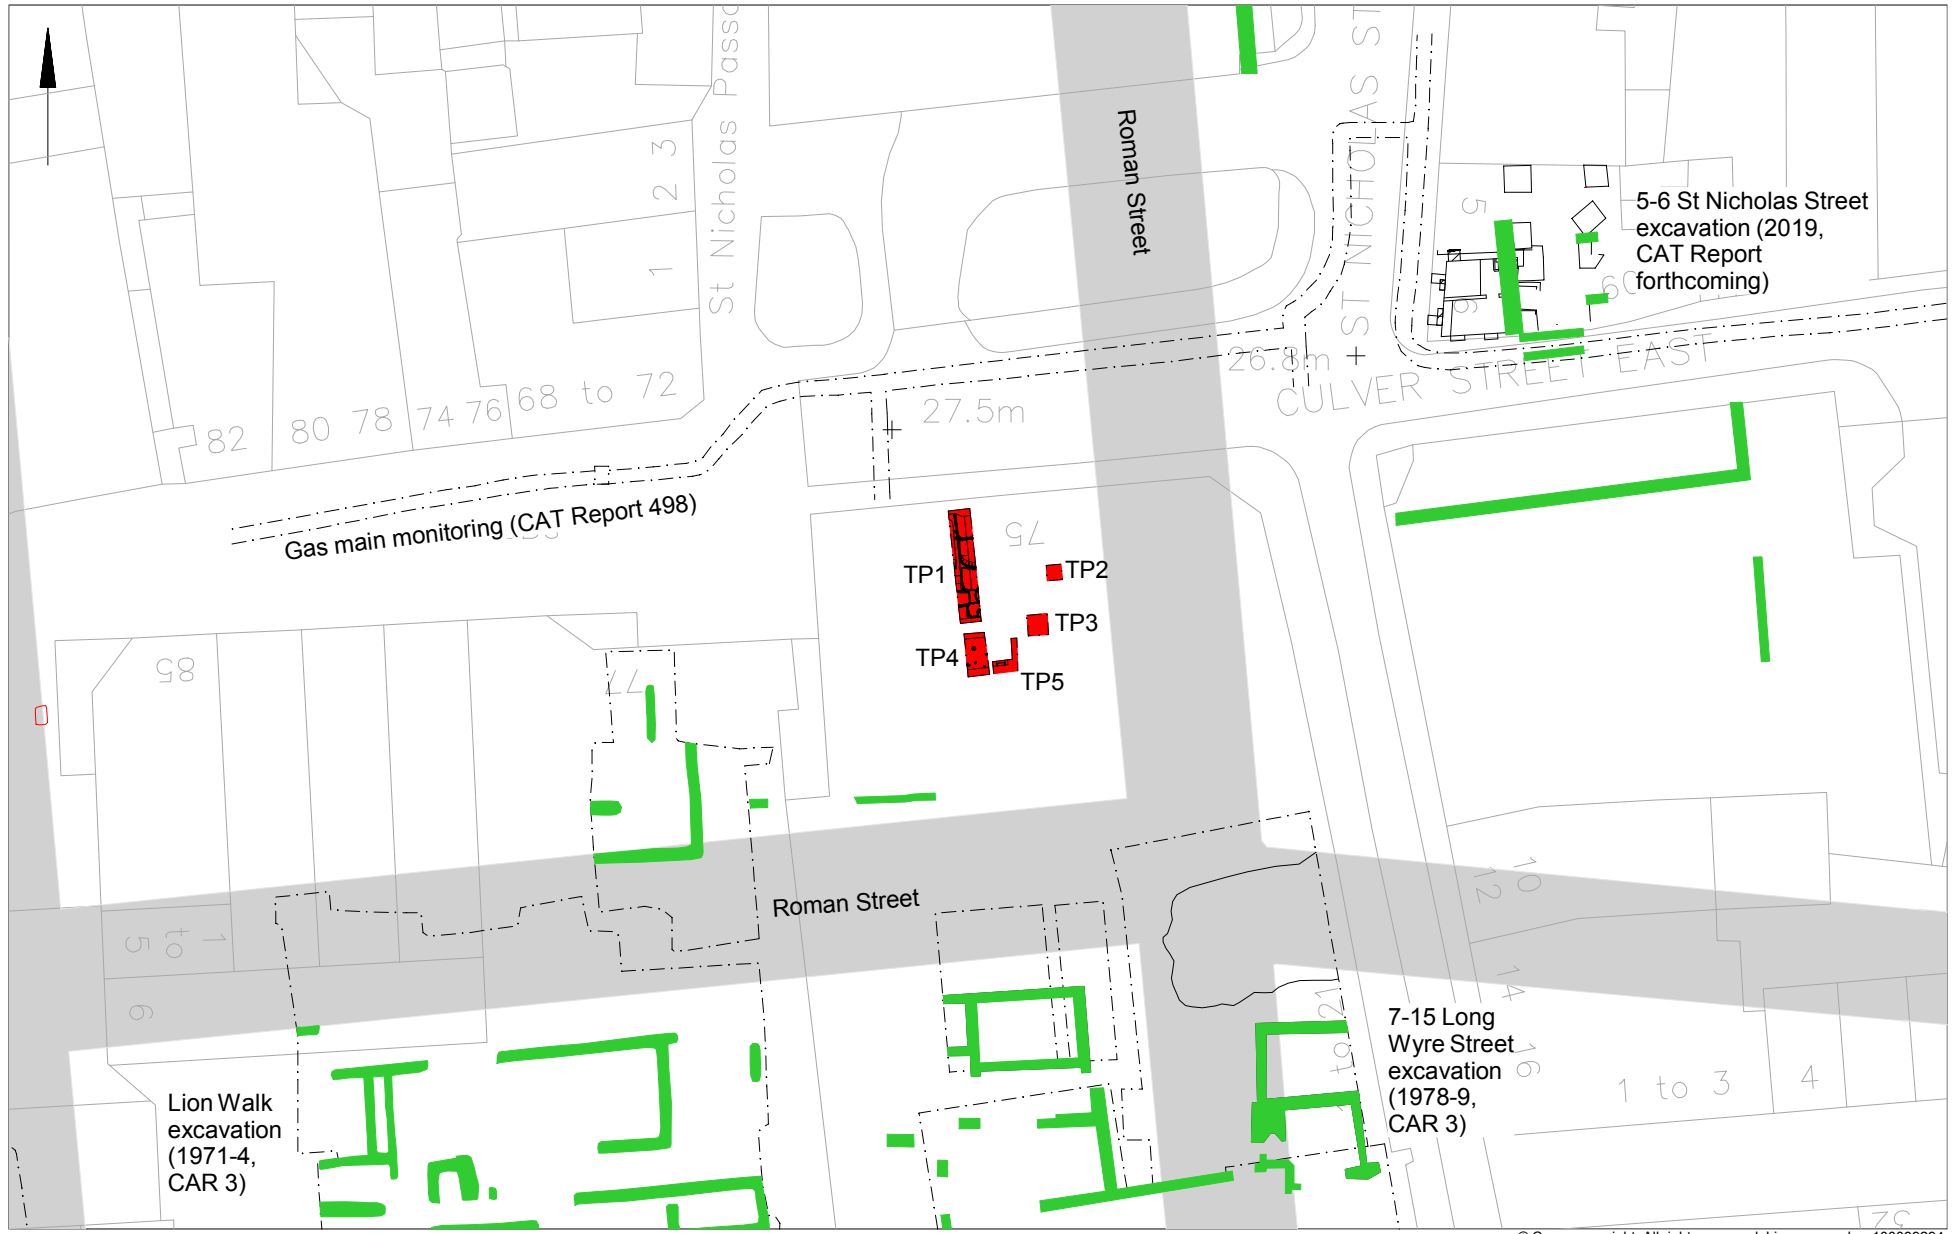 St Nicholas Passa
1 2 3
ST NICHOLAS ST
Roman Street
5-6 St Nicholas Street
excavation (2019,
CAT Report
forthcoming)
5
6
60
26.8m
CULVER STREET EAST
82
80
78
74
76
68 to 72
27.5m
Gas main monitoring (CAT Report 498)
75
TP1
TP2
TP3
TP4
TP5
85
77
Roman Street
1
to
5
6
10
12
14
16
7-15 Long
Wyre Street
excavation
(1978-9,
CAR 3)
1 to 3
4
Lion Walk
excavation
(1971-4,
CAR 3)
52